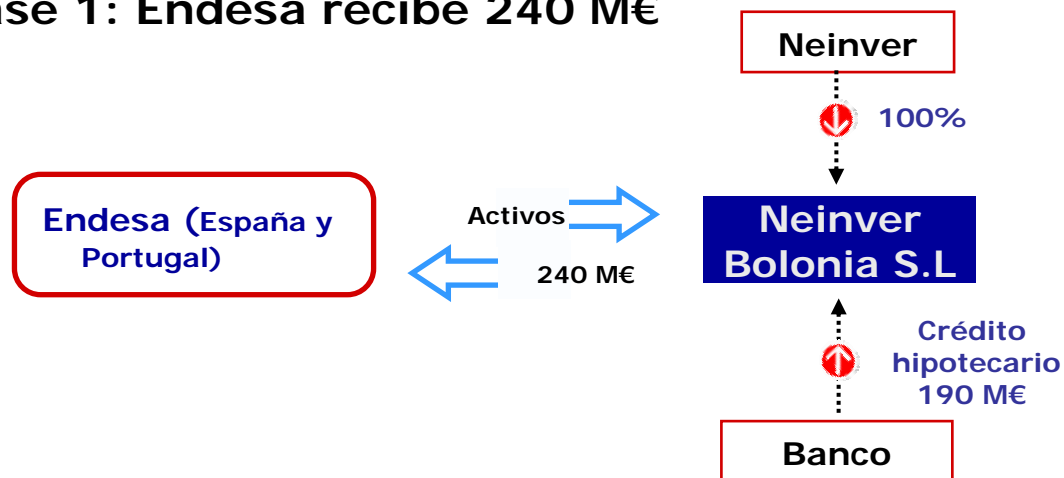 ase 1: Endesa recibe 240 M€
Neinver
100%
Endesa (España y
Portugal)
Activos
240 M€
Neinver
Bolonia S.L
Crédito
hipotecario
190 M€
Banco